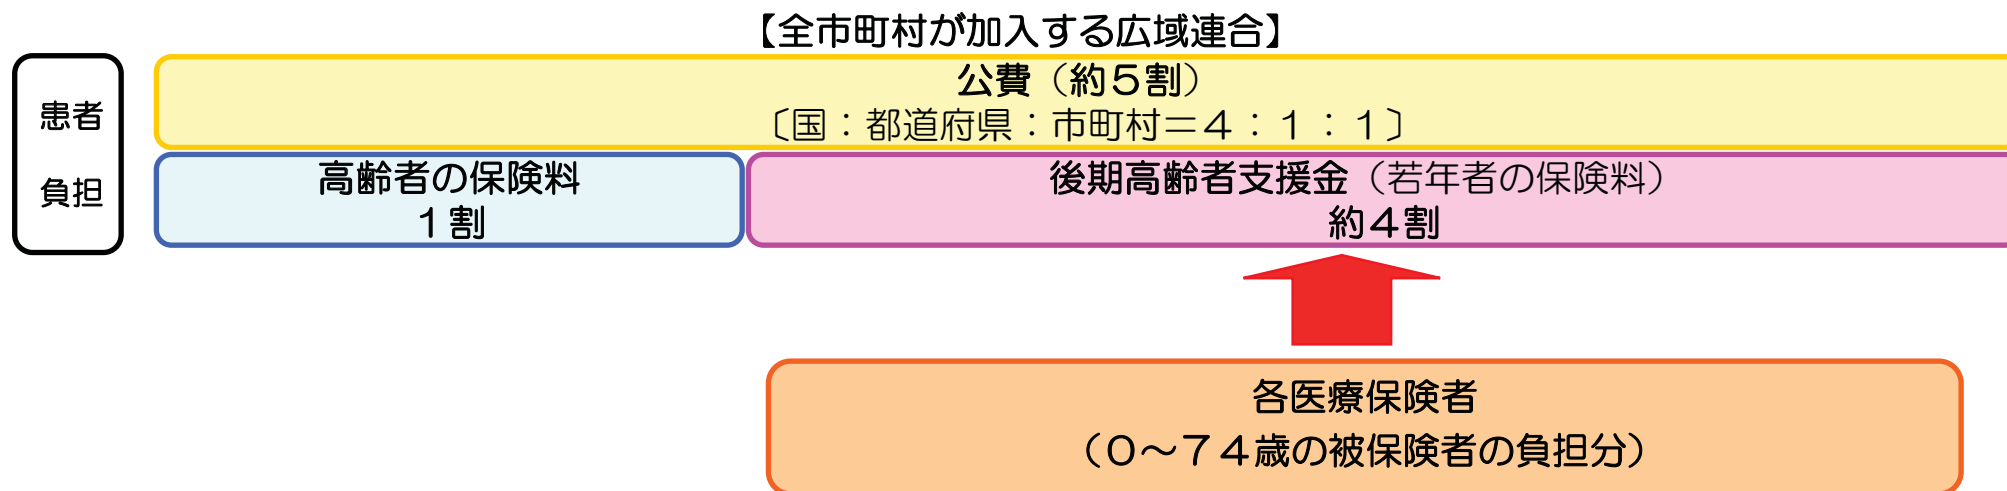 【全市町村が加入する広域連合】
患者
負担
公費（約５割）
〔国：都道府県：市町村＝４：１：１〕
高齢者の保険料
１割
後期高齢者支援金（若年者の保険料）
約４割
各医療保険者
（０～７４歳の被保険者の負担分）